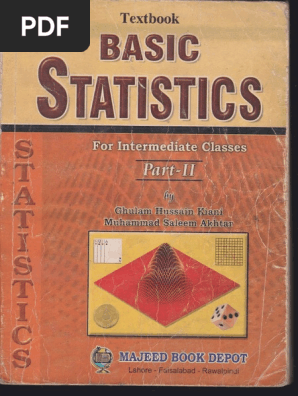 PDF
Textbook
BASIC
STATISTICS
For Intermediate Classes
Part-II
by
Ghulam Hussain Kiani
Muhammad Saleem Akhtar
STATISTICS
MAJEED BOOK DEPOT
Lahore - Faisalabad - Rawalpindi